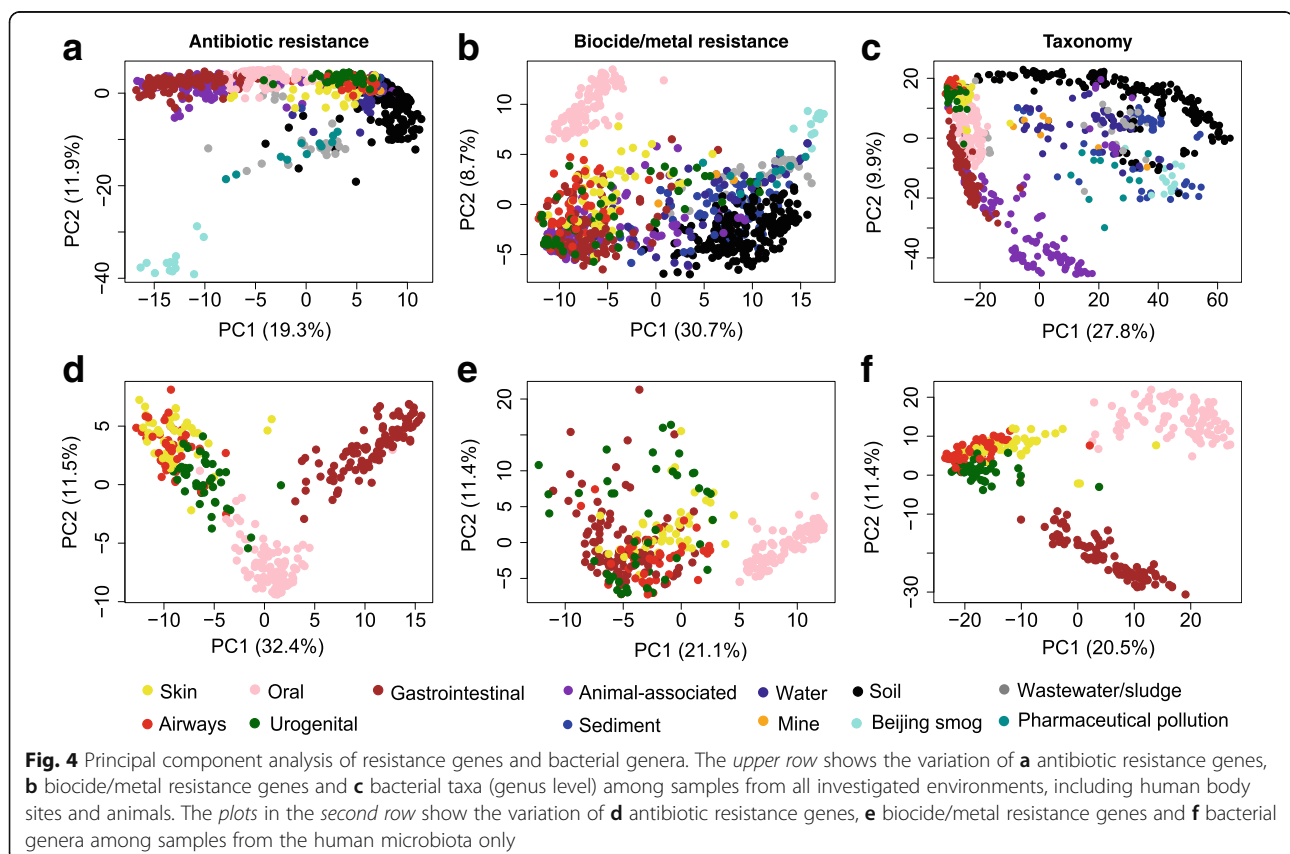 a Antibiotic resistance
b Biocide/metal resistance
c Taxonomy
PC2 (11.9%)
0
−20
−40
−15 −10 −5 0 5 10
PC1 (19.3%)
PC2 (8.7%)
10
5
0
−5
−10 −5 0 5 10 15
PC1 (30.7%)
PC2 (9.9%)
20
0
−20
−40
−20 0 20 40 60
PC1 (27.8%)
d
PC2 (11.5%)
5
0
−5
−10
−10 −5 0 5 10 15
PC1 (32.4%)
e
PC2 (11.4%)
20
15
10
5
0
−5
−10 −5 0 5 10
PC1 (21.1%)
f
PC2 (11.4%)
20
10
0
−10
−30
−20 −10 0 10 20
PC1 (20.5%)
Skin Oral Gastrointestinal Animal-associated Water Soil Wastewater/sludge
Airways Urogenital Sediment Mine Beijing smog Pharmaceutical pollution
Fig. 4 Principal component analysis of resistance genes and bacterial genera. The upper row shows the variation of a antibiotic resistance genes,
b biocide/metal resistance genes and c bacterial taxa (genus level) among samples from all investigated environments, including human body
sites and animals. The plots in the second row show the variation of d antibiotic resistance genes, e biocide/metal resistance genes and f bacterial
genera among samples from the human microbiota only